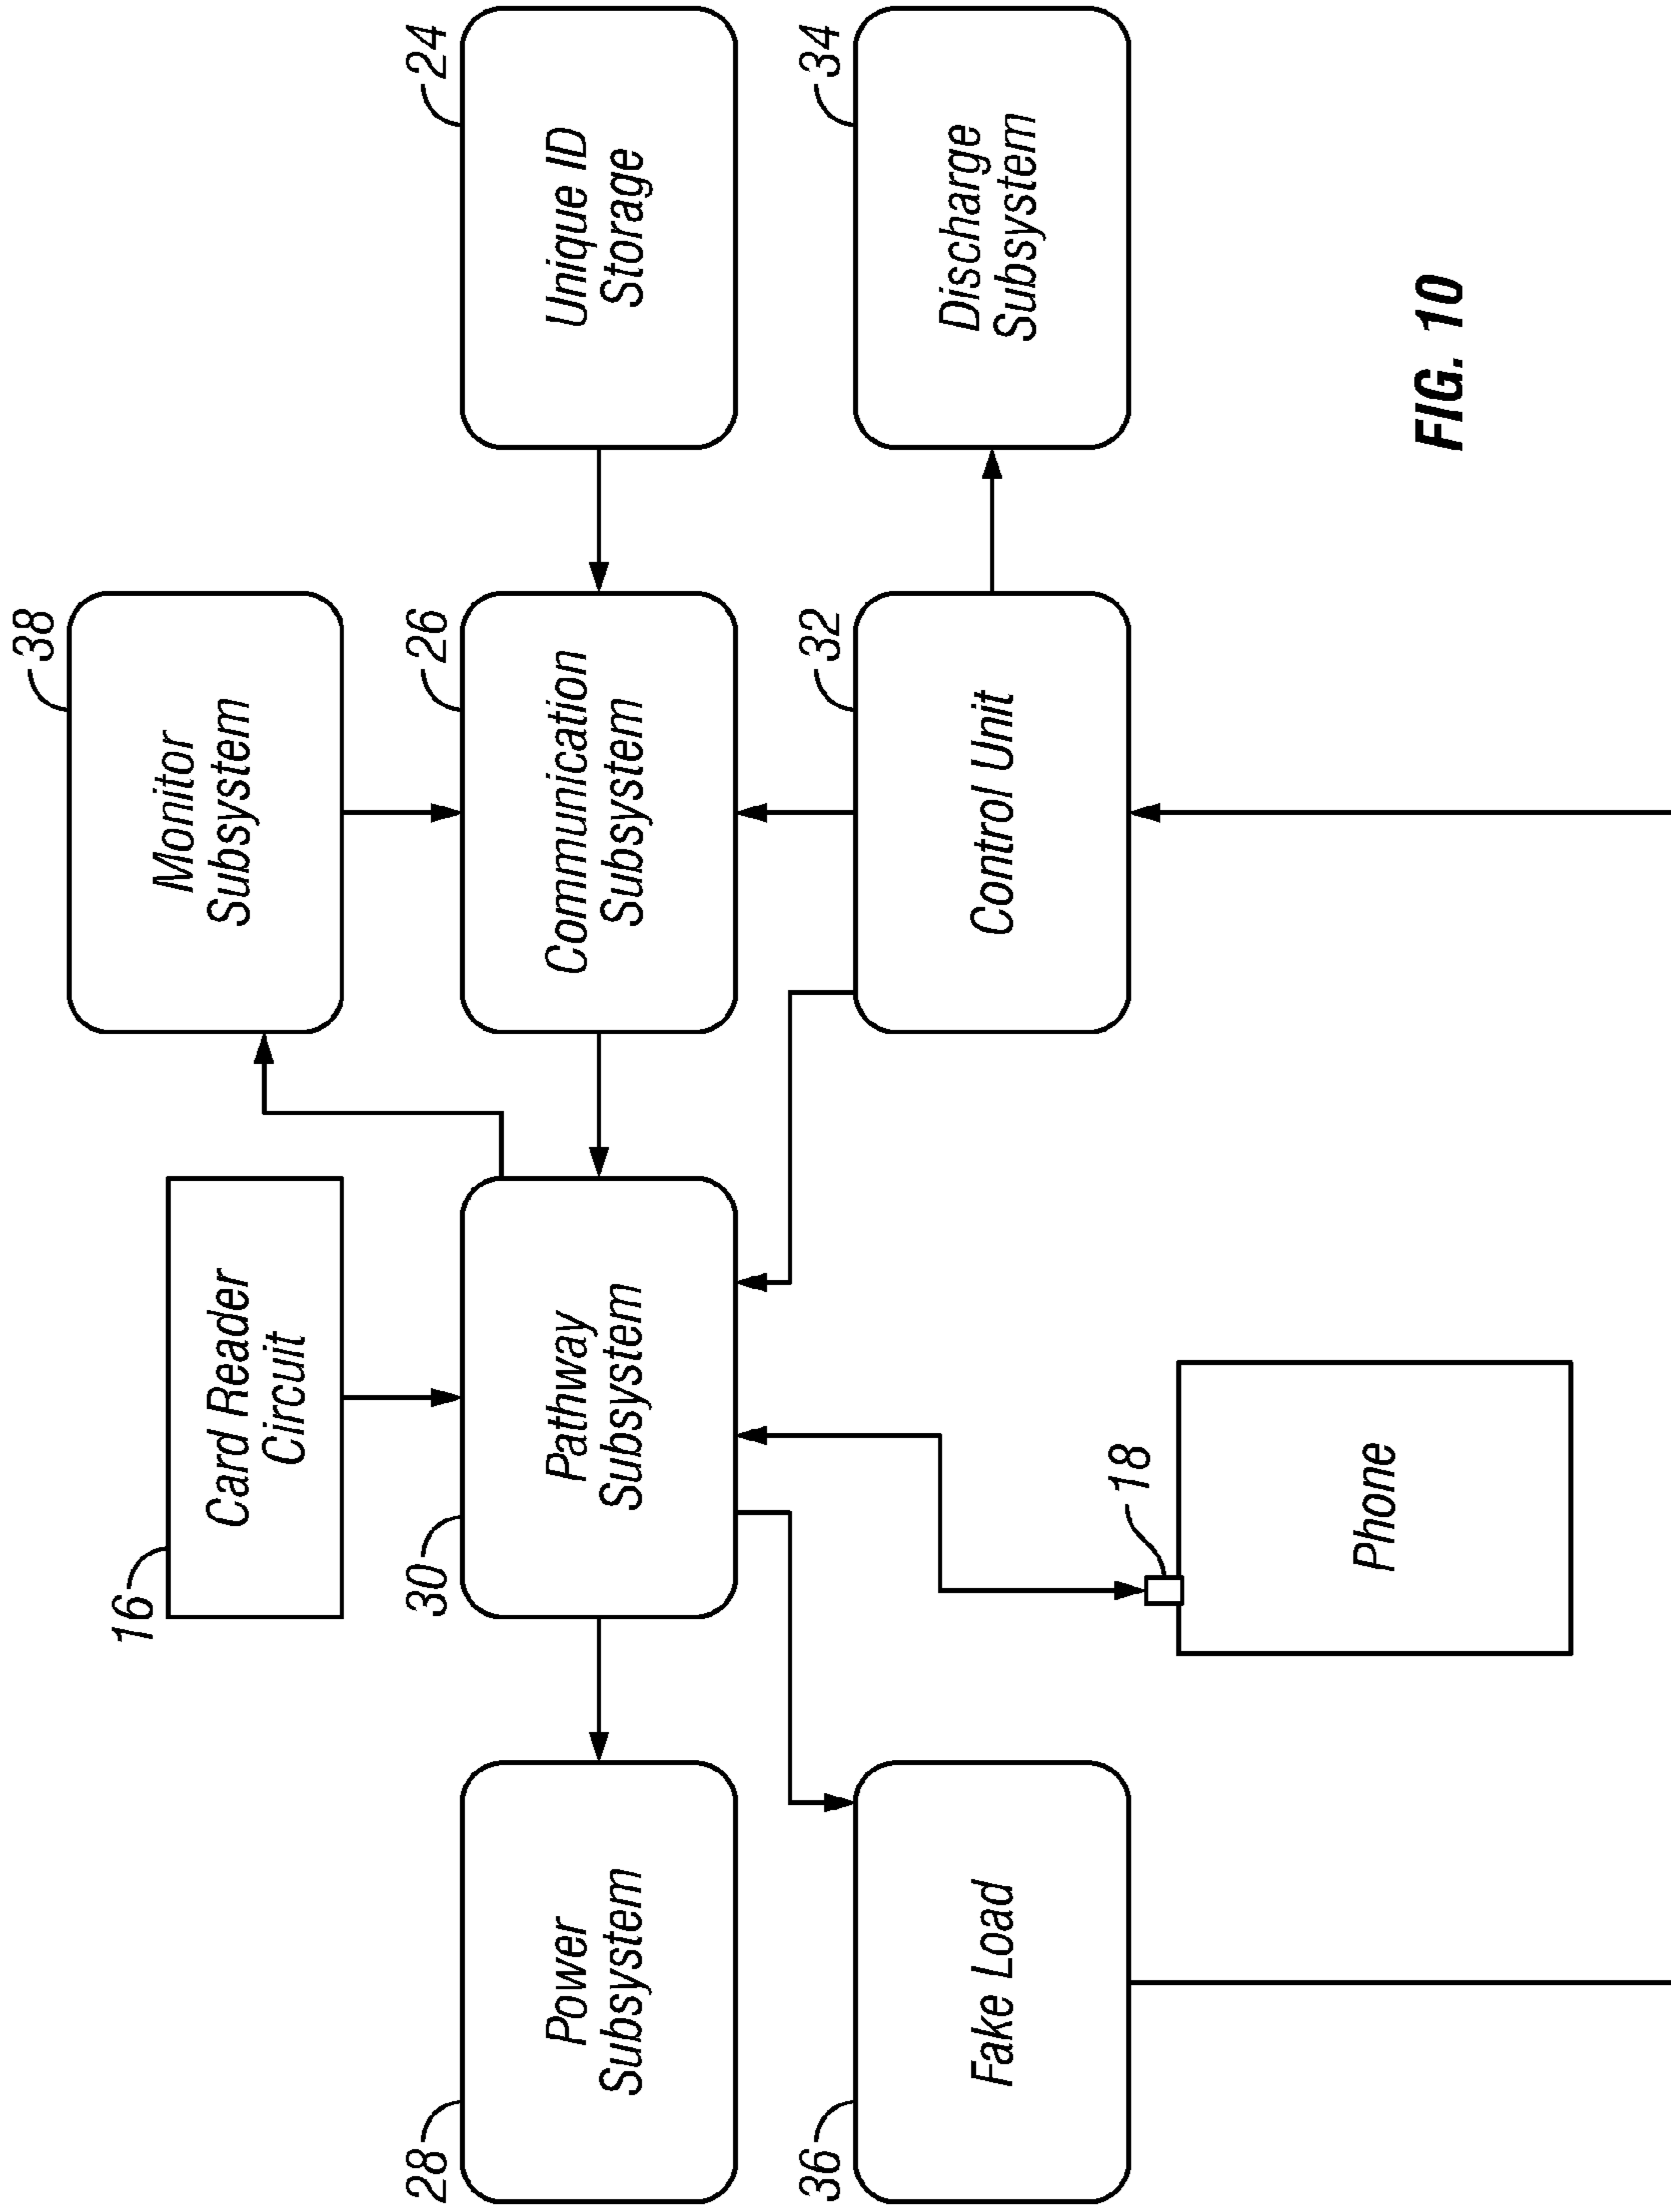 38
Monitor
Subsystem
16
Card Reader
Circuit
28
Power
Subsystem
30
Pathway
Subsystem
26
Communication
Subsystem
24
Unique ID
Storage
36
Fake Load
32
Control Unit
34
Discharge
Subsystem
18
Phone
FIG. 10